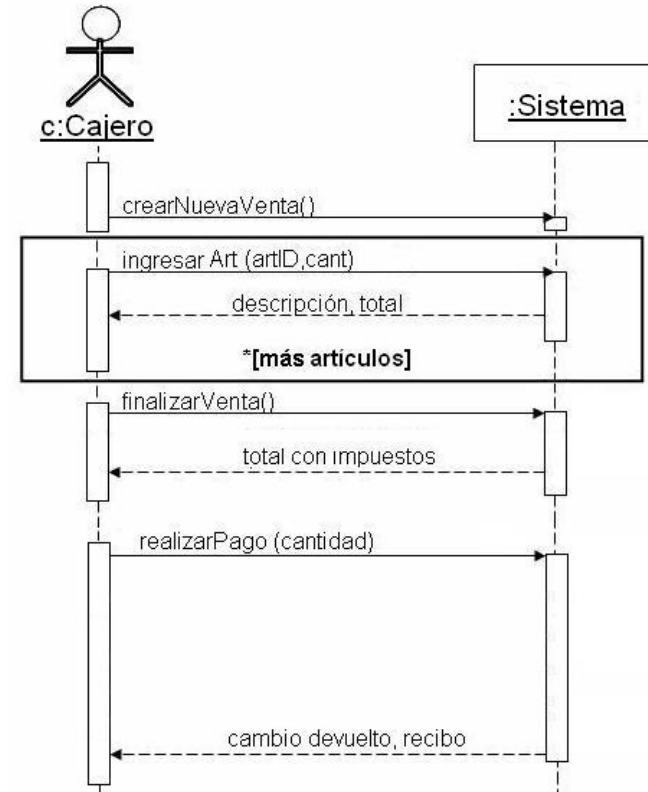 c:Cajero
:Sistema
crearNuevaVenta()
ingresar Art (artID,cant)
descripción, total
*[más artículos]
finalizarVenta()
total con impuestos
realizarPago (cantidad)
cambio devuelto, recibo